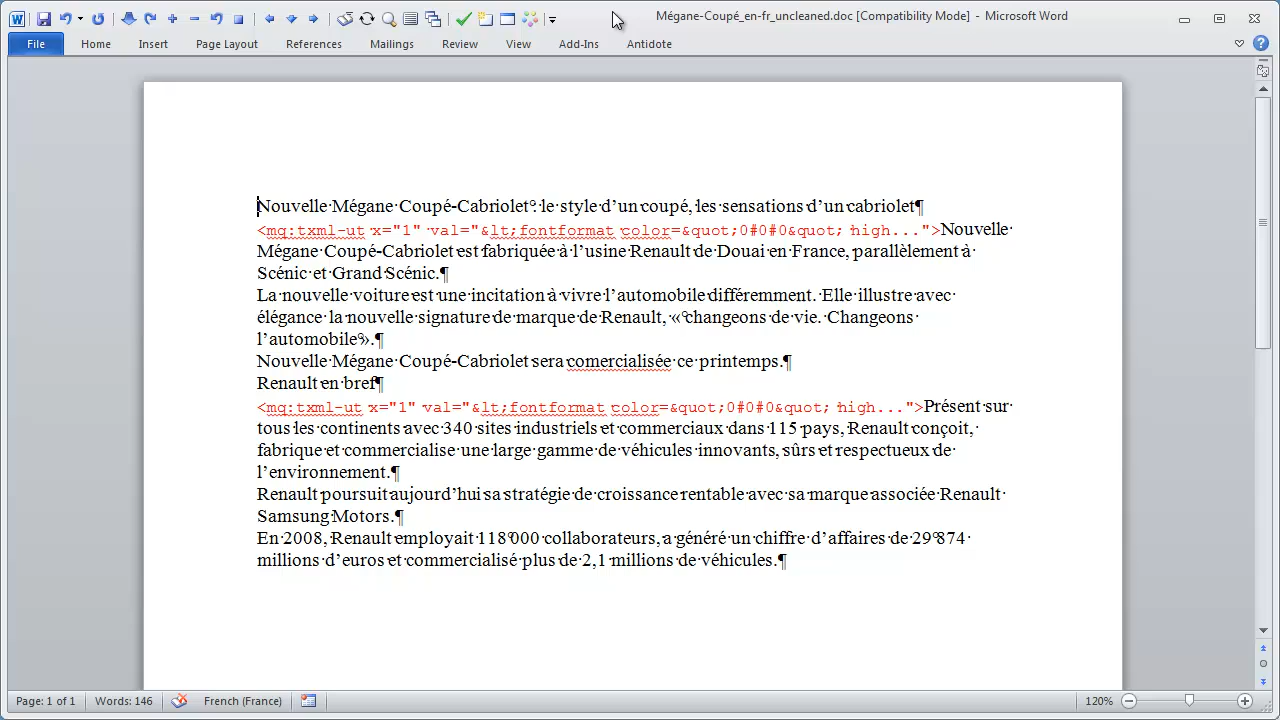 Mégane-Coupé_en-fr_uncleaned.doc [Compatibility Mode] - Microsoft Word
File Home Insert Page Layout References Mailings Review View Add-Ins Antidote
Nouvelle Mégane Coupé-Cabriolet : le style d’un coupé, les sensations d’un cabriolet¶
<mq:txml-ut x="1" val="&lt;fontformat color=&quot;0#0#0&quot; high...">Nouvelle
Mégane Coupé-Cabriolet est fabriquée à l’usine Renault de Douai en France, parallèlement à
Scénic et Grand Scénic.¶
La nouvelle voiture est une incitation à vivre l’automobile différemment. Elle illustre avec
élégance la nouvelle signature de marque de Renault, « changeons de vie. Changeons
l’automobile ».¶
Nouvelle Mégane Coupé-Cabriolet sera comercialisée ce printemps.¶
Renault en bref¶
<mq:txml-ut x="1" val="&lt;fontformat color=&quot;0#0#0&quot; high...">Présent sur
tous les continents avec 340 sites industriels et commerciaux dans 115 pays, Renault conçoit,
fabrique et commercialise une large gamme de véhicules innovants, sûrs et respectueux de
l’environnement.¶
Renault poursuit aujourd’hui sa stratégie de croissance rentable avec sa marque associée Renault
Samsung Motors.¶
En 2008, Renault employait 118 000 collaborateurs, a généré un chiffre d’affaires de 29 874
millions d’euros et commercialisé plus de 2,1 millions de véhicules.¶
Page: 1 of 1 Words: 146 French (France) 120%